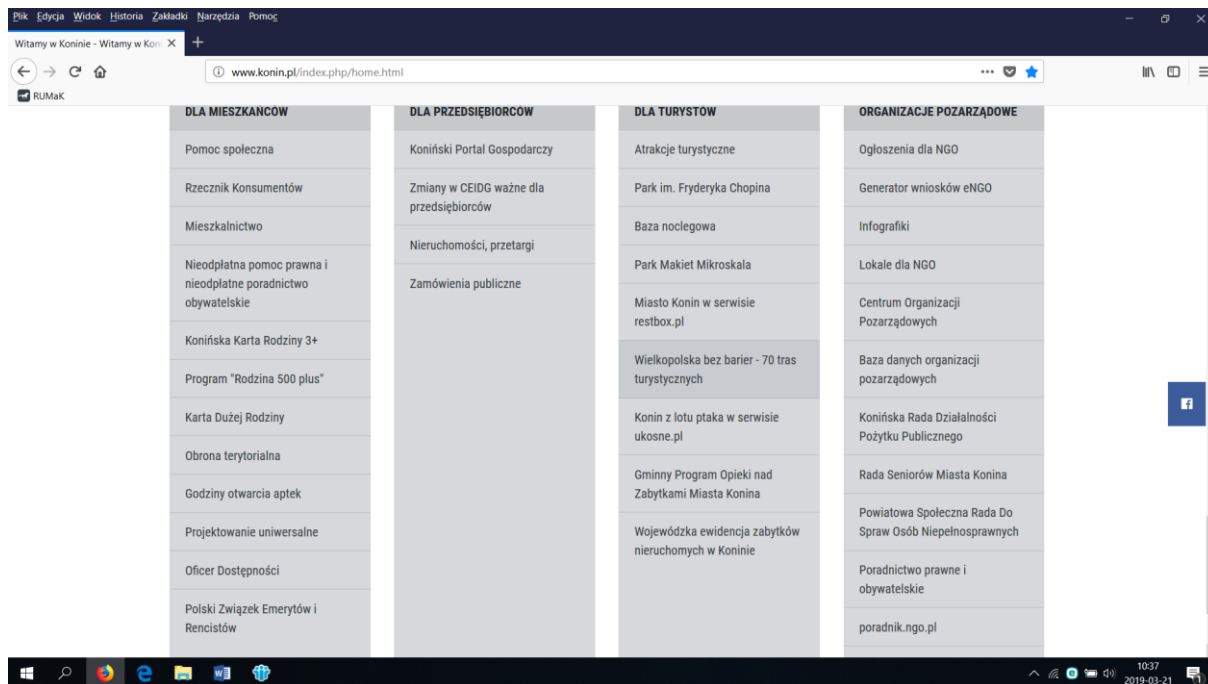 Plik Edycja Widok Historia Zakładki Narzędzia Pomoc
Witamy w Koninie - Witamy w Koni
www.konin.pl/index.php/home.html
RUMaK
DLA MIESZKAŃCÓW
Pomoc społeczna
Rzecznik Konsumentów
Mieszkalnictwo
Nieodpłatna pomoc prawna i
nieodpłatne poradnictwo
obywatelskie
Konińska Karta Rodziny 3+
Program "Rodzina 500 plus"
Karta Dużej Rodziny
Obrona terytorialna
Godziny otwarcia aptek
Projektowanie uniwersalne
Oficer Dostępności
Polski Związek Emerytów i
Rencistów
DLA PRZEDSIĘBIORCÓW
Koniński Portal Gospodarczy
Zmiany w CEIDG ważne dla
przedsiębiorców
Nieruchomości, przetargi
Zamówienia publiczne
DLA TURYSTÓW
Atrakcje turystyczne
Park im. Fryderyka Chopina
Baza noclegowa
Park Makiet Mikroskala
Miasto Konin w serwisie
restbox.pl
Wielkopolska bez barier - 70 tras
turystycznych
Konin z lotu ptaka w serwisie
ukosne.pl
Gminny Program Opieki nad
Zabytkami Miasta Konina
Wojewódzka ewidencja zabytków
nieruchomych w Koninie
ORGANIZACJE POZARZĄDOWE
Ogłoszenia dla NGO
Generator wniosków eNGO
Infografiki
Lokale dla NGO
Centrum Organizacji
Pozarządowych
Baza danych organizacji
pozarządowych
Konińska Rada Działalności
Pożytku Publicznego
Rada Seniorów Miasta Konina
Powiatowa Społeczna Rada Do
Spraw Osób Niepełnosprawnych
Poradnictwo prawne i
obywatelskie
poradnik.ngo.pl
10:37
2019-03-21